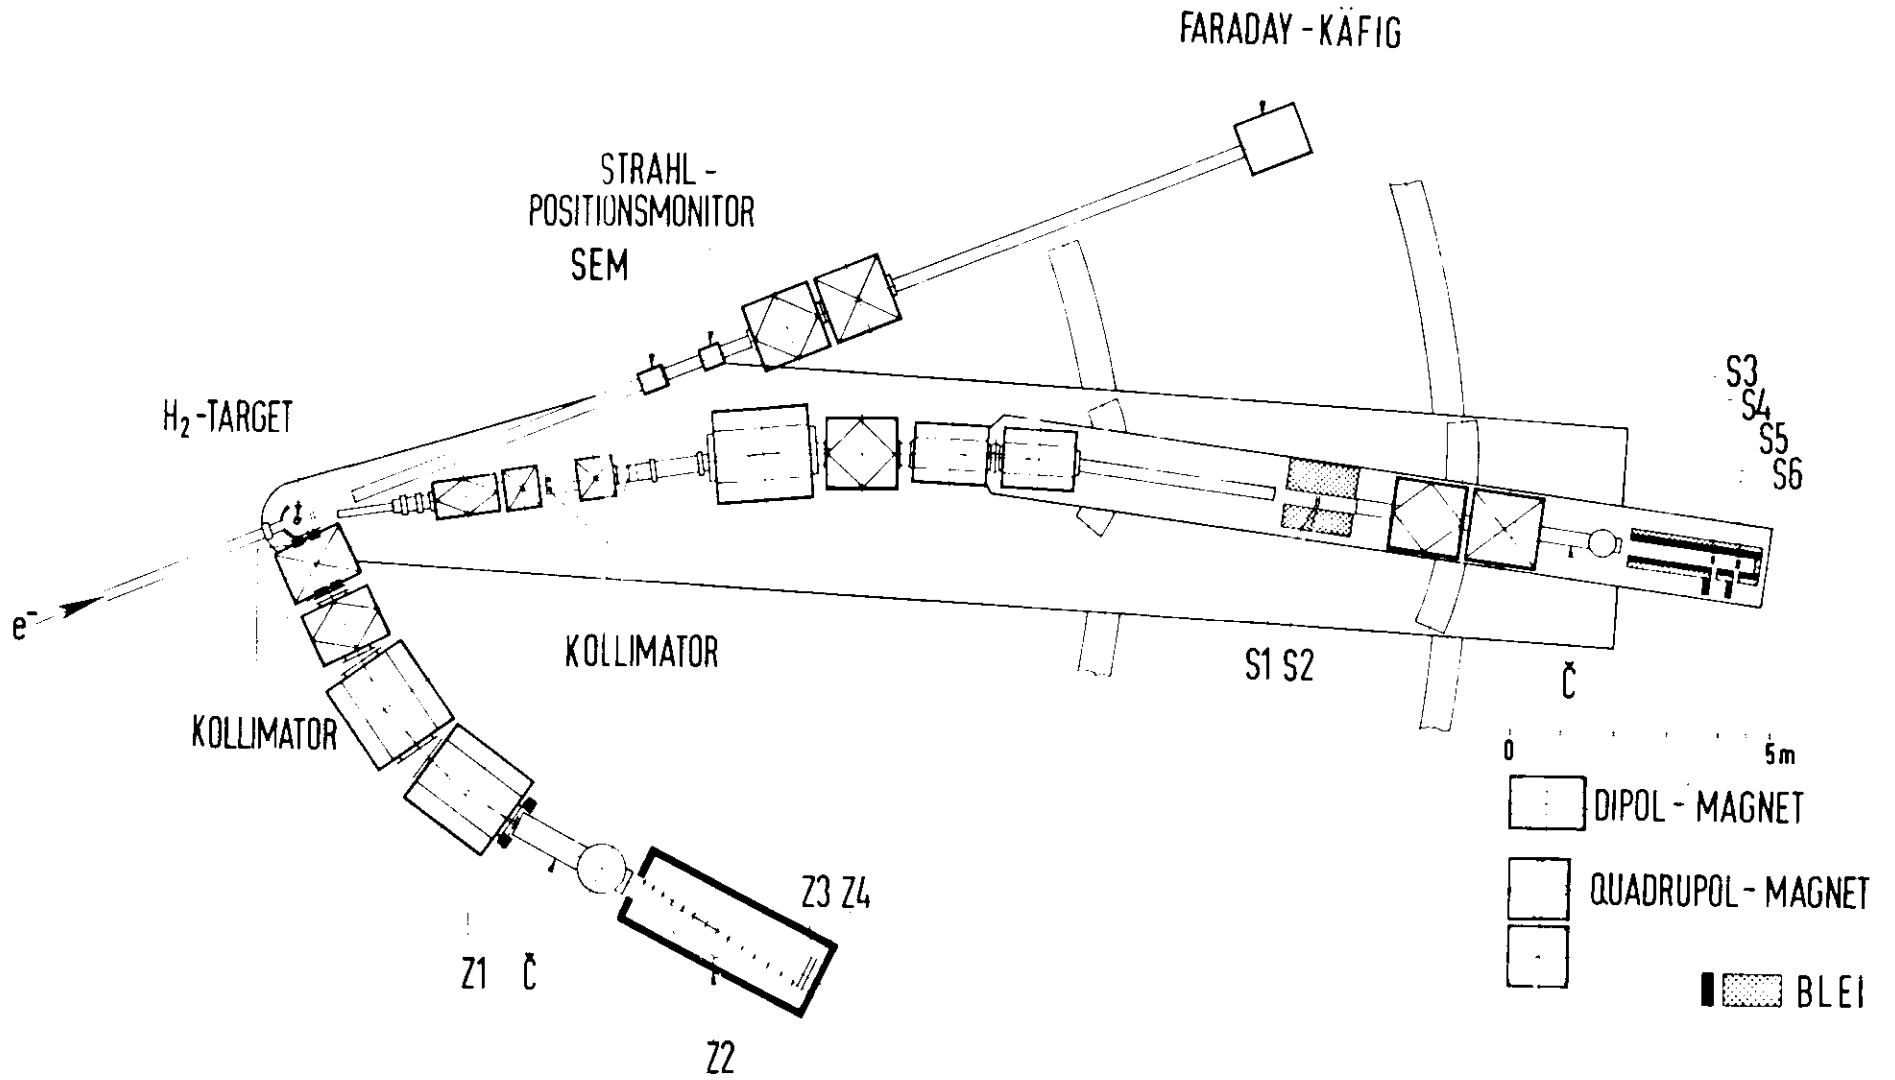 FARADAY - KÄFIG
STRAHL -
POSITIONSMONITOR
SEM
H₂-TARGET
S3
S4
S5
S6
e⁻
KOLLIMATOR
S1 S2
Č
KOLLIMATOR
0 5m
DIPOL - MAGNET
Z3 Z4
QUADRUPOL - MAGNET
Z1 Č
BLEI
Z2